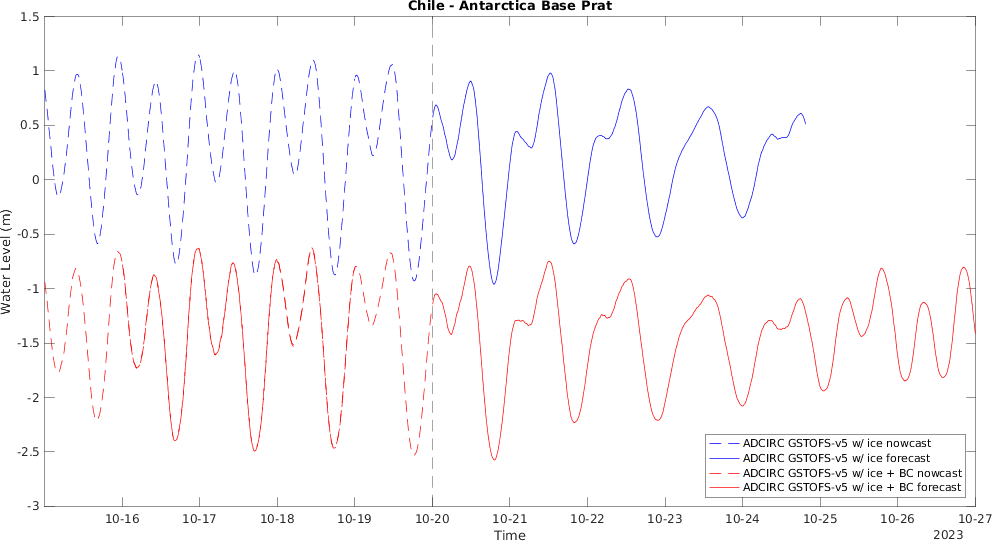 Chile - Antarctica Base Prat
1.5
1
0.5
0
-0.5
-1
-1.5
-2
-2.5
-3
Water Level (m)
ADCIRC GSTOFS-v5 w/ ice nowcast
ADCIRC GSTOFS-v5 w/ ice forecast
ADCIRC GSTOFS-v5 w/ ice + BC nowcast
ADCIRC GSTOFS-v5 w/ ice + BC forecast
10-16 10-17 10-18 10-19 10-20 10-21 10-22 10-23 10-24 10-25 10-26 10-27
Time
2023